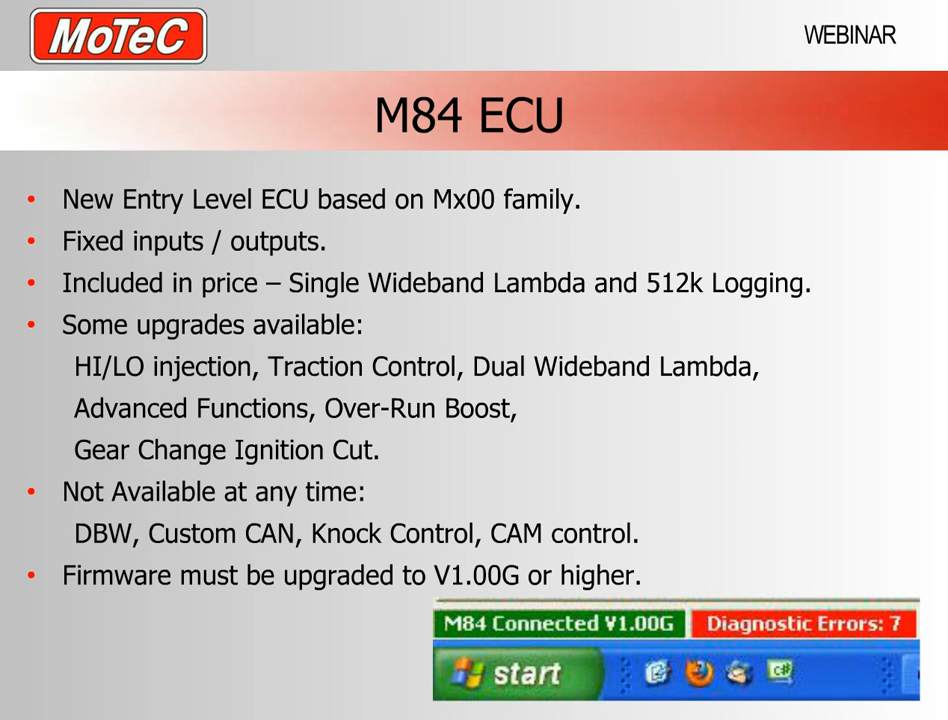 MoTeC
WEBINAR
M84 ECU
• New Entry Level ECU based on Mx00 family.
• Fixed inputs / outputs.
• Included in price – Single Wideband Lambda and 512k Logging.
• Some upgrades available:
HI/LO injection, Traction Control, Dual Wideband Lambda,
Advanced Functions, Over-Run Boost,
Gear Change Ignition Cut.
• Not Available at any time:
DBW, Custom CAN, Knock Control, CAM control.
• Firmware must be upgraded to V1.00G or higher.
M84 Connected V1.00G Diagnostic Errors: 7
start C#